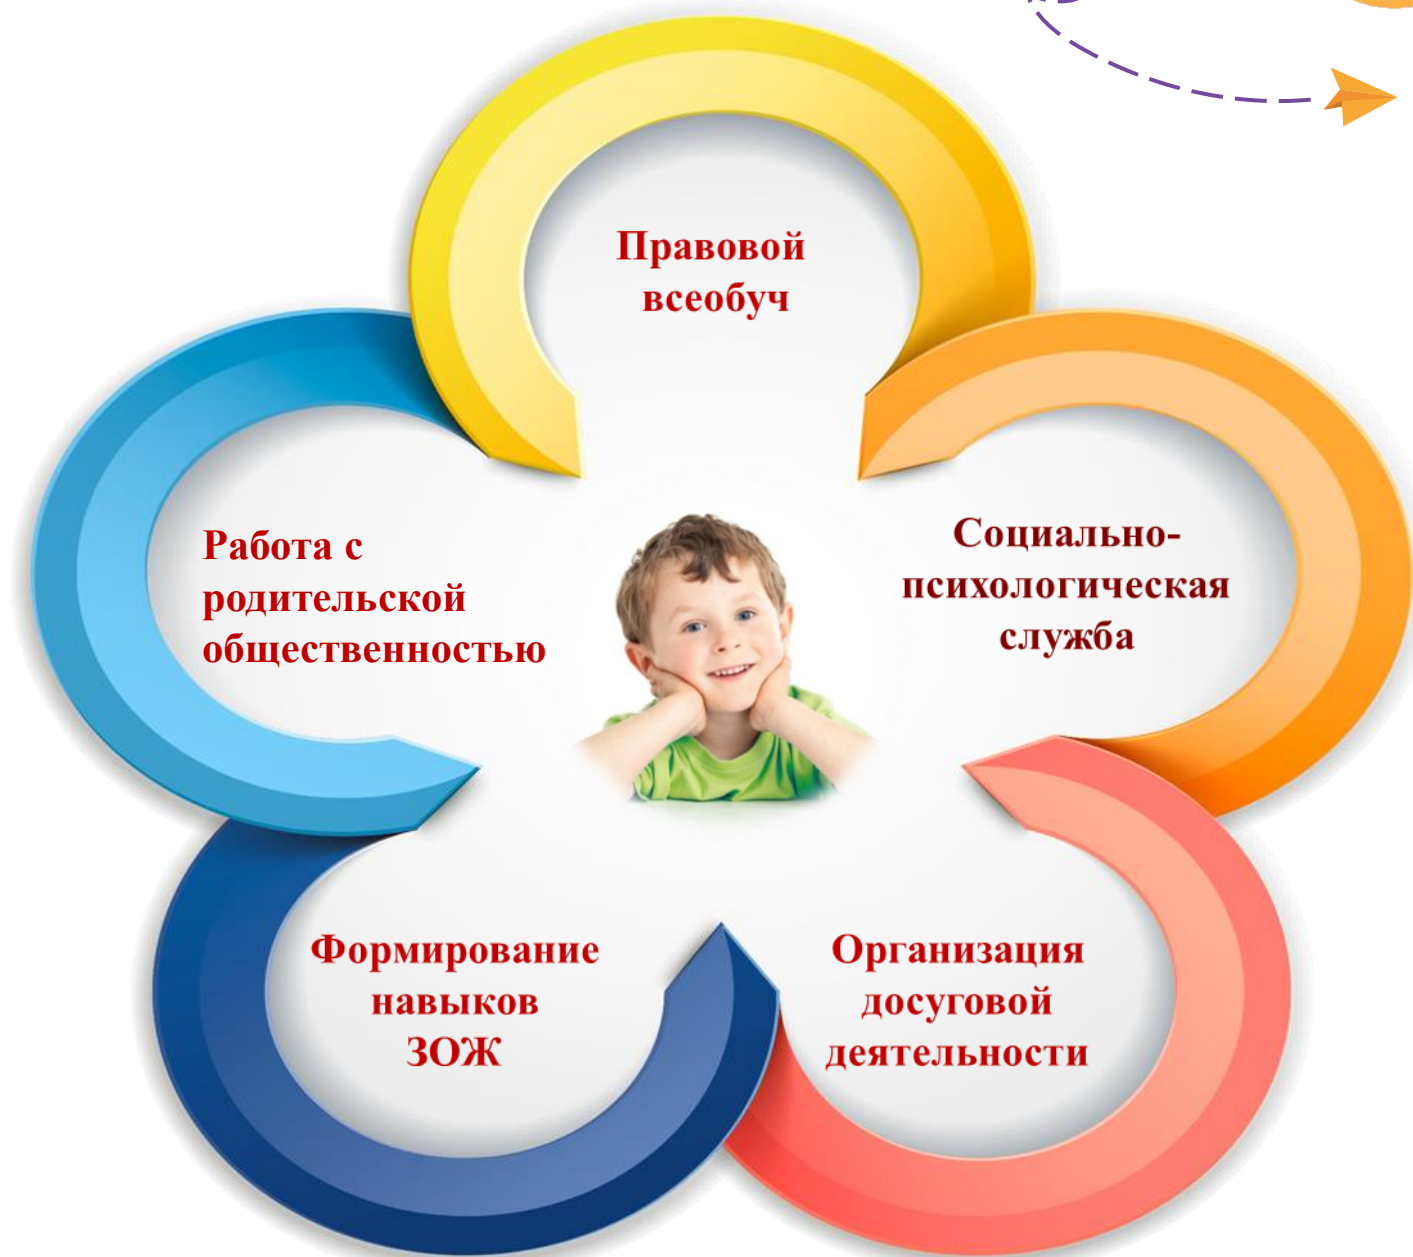 Правовой
всеобуч
Работа с
родительской
общественностью
Социально-
психологическая
служба
Формирование
навыков
ЗОЖ
Организация
досуговой
деятельности